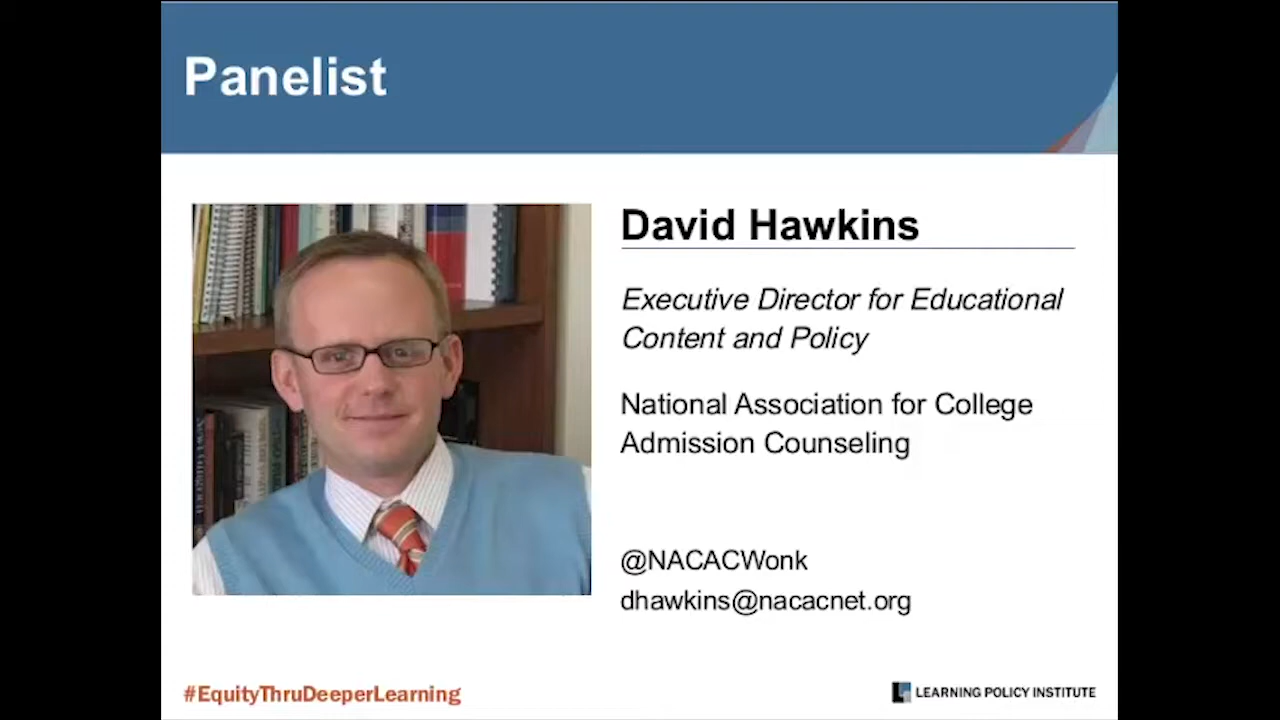 Panelist
David Hawkins
Executive Director for Educational
Content and Policy
National Association for College
Admission Counseling
@NACACWonk
dhawkins@nacacnet.org
#EquityThruDeeperLearning
LEARNING POLICY INSTITUTE